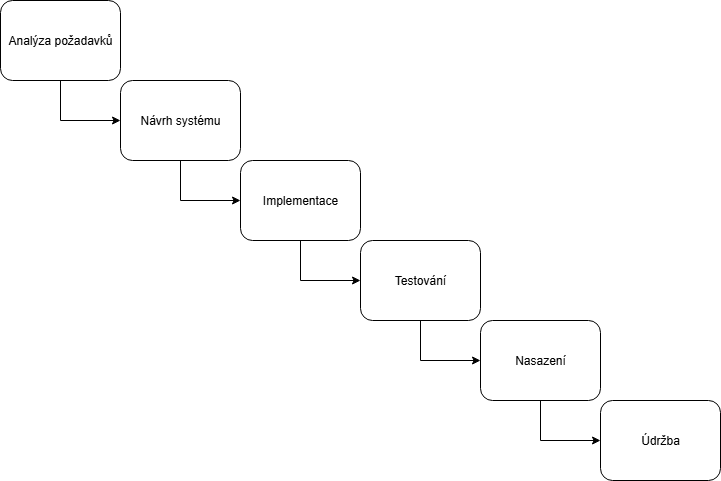 Analýza požadavků
Návrh systému
Implementace
Testování
Nasazení
Údržba